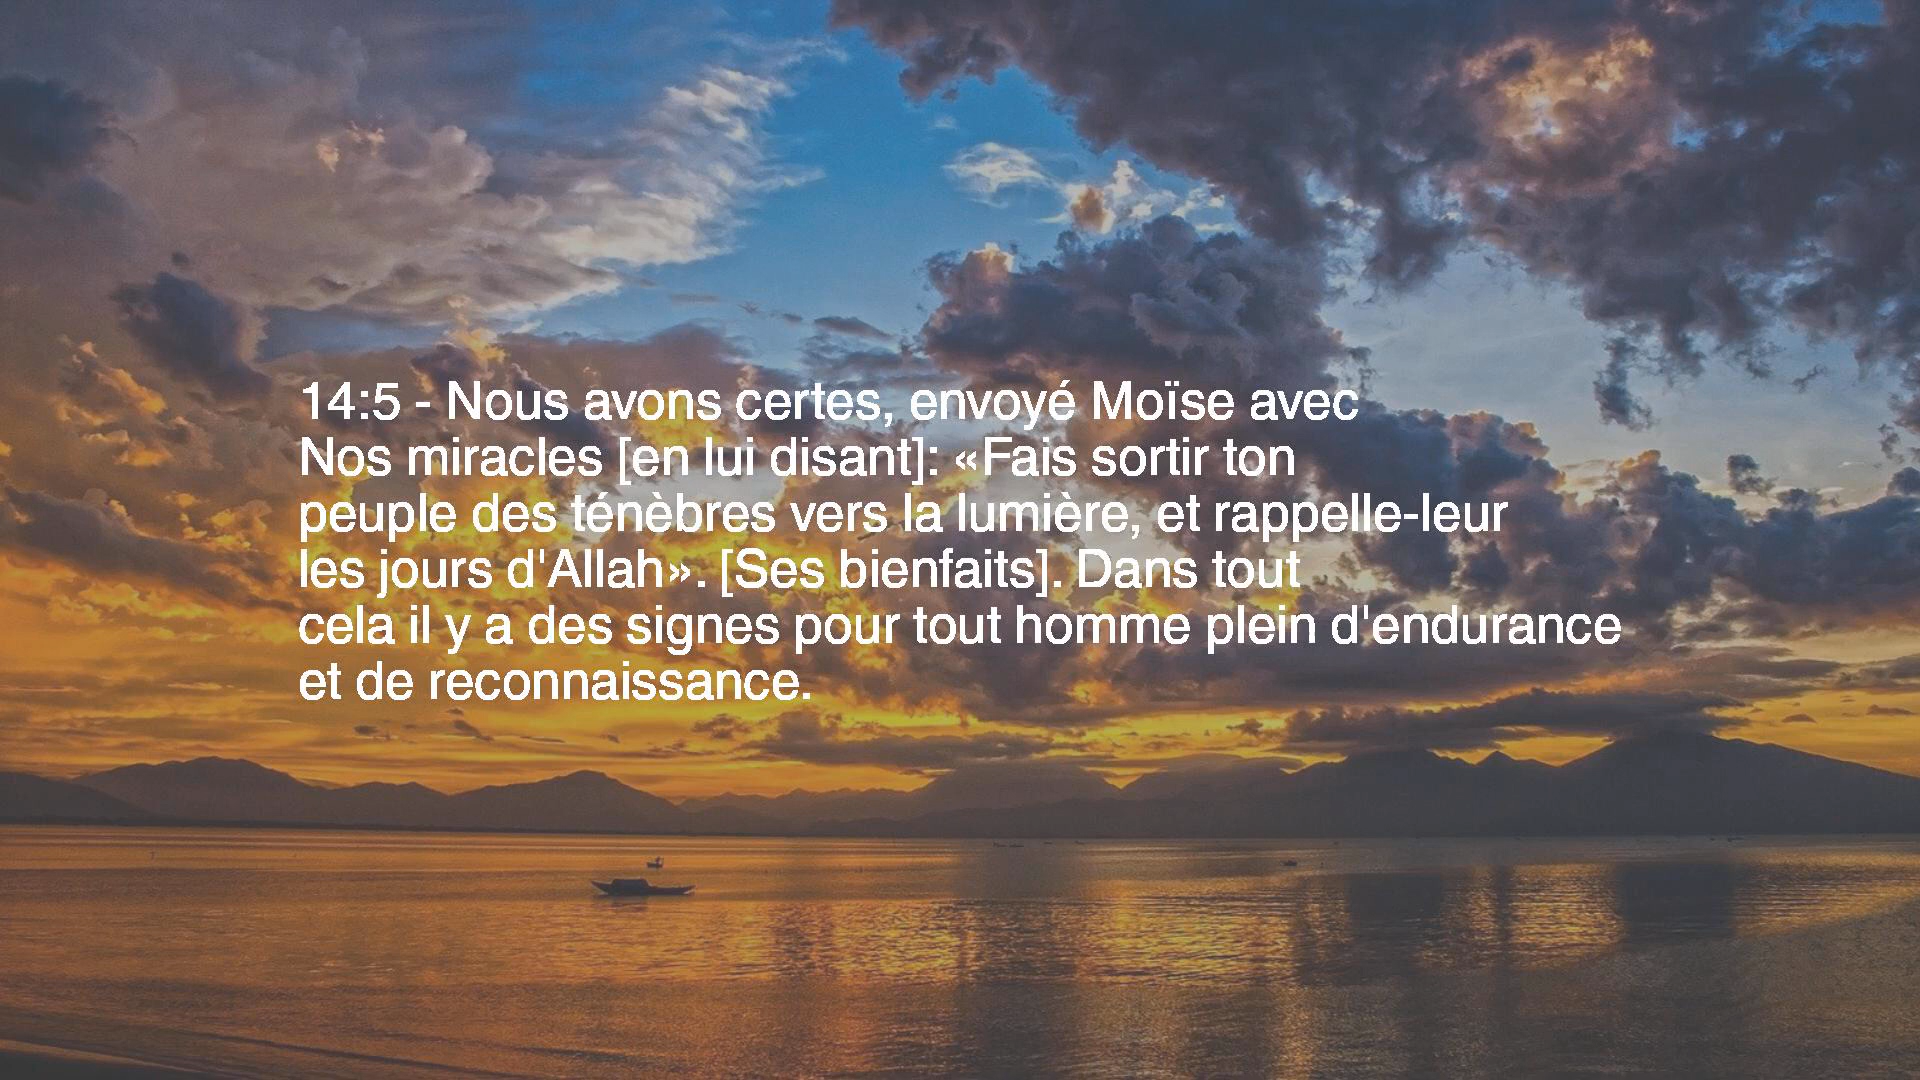 14:5 - Nous avons certes, envoyé Moïse avec
Nos miracles [en lui disant]: «Fais sortir ton
peuple des ténèbres vers la lumière, et rappelle-leur
les jours d'Allah». [Ses bienfaits]. Dans tout
cela il y a des signes pour tout homme plein d'endurance
et de reconnaissance.